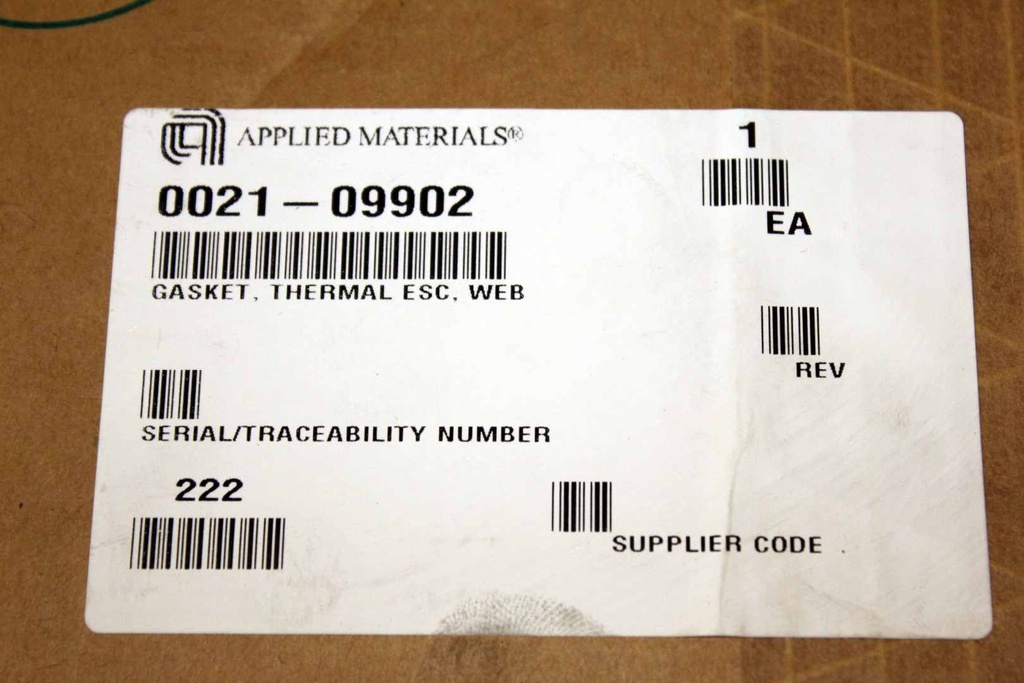 APPLIED MATERIALS®
1
0021-09902
EA
GASKET, THERMAL ESC, WEB
REV
SERIAL/TRACEABILITY NUMBER
222
SUPPLIER CODE